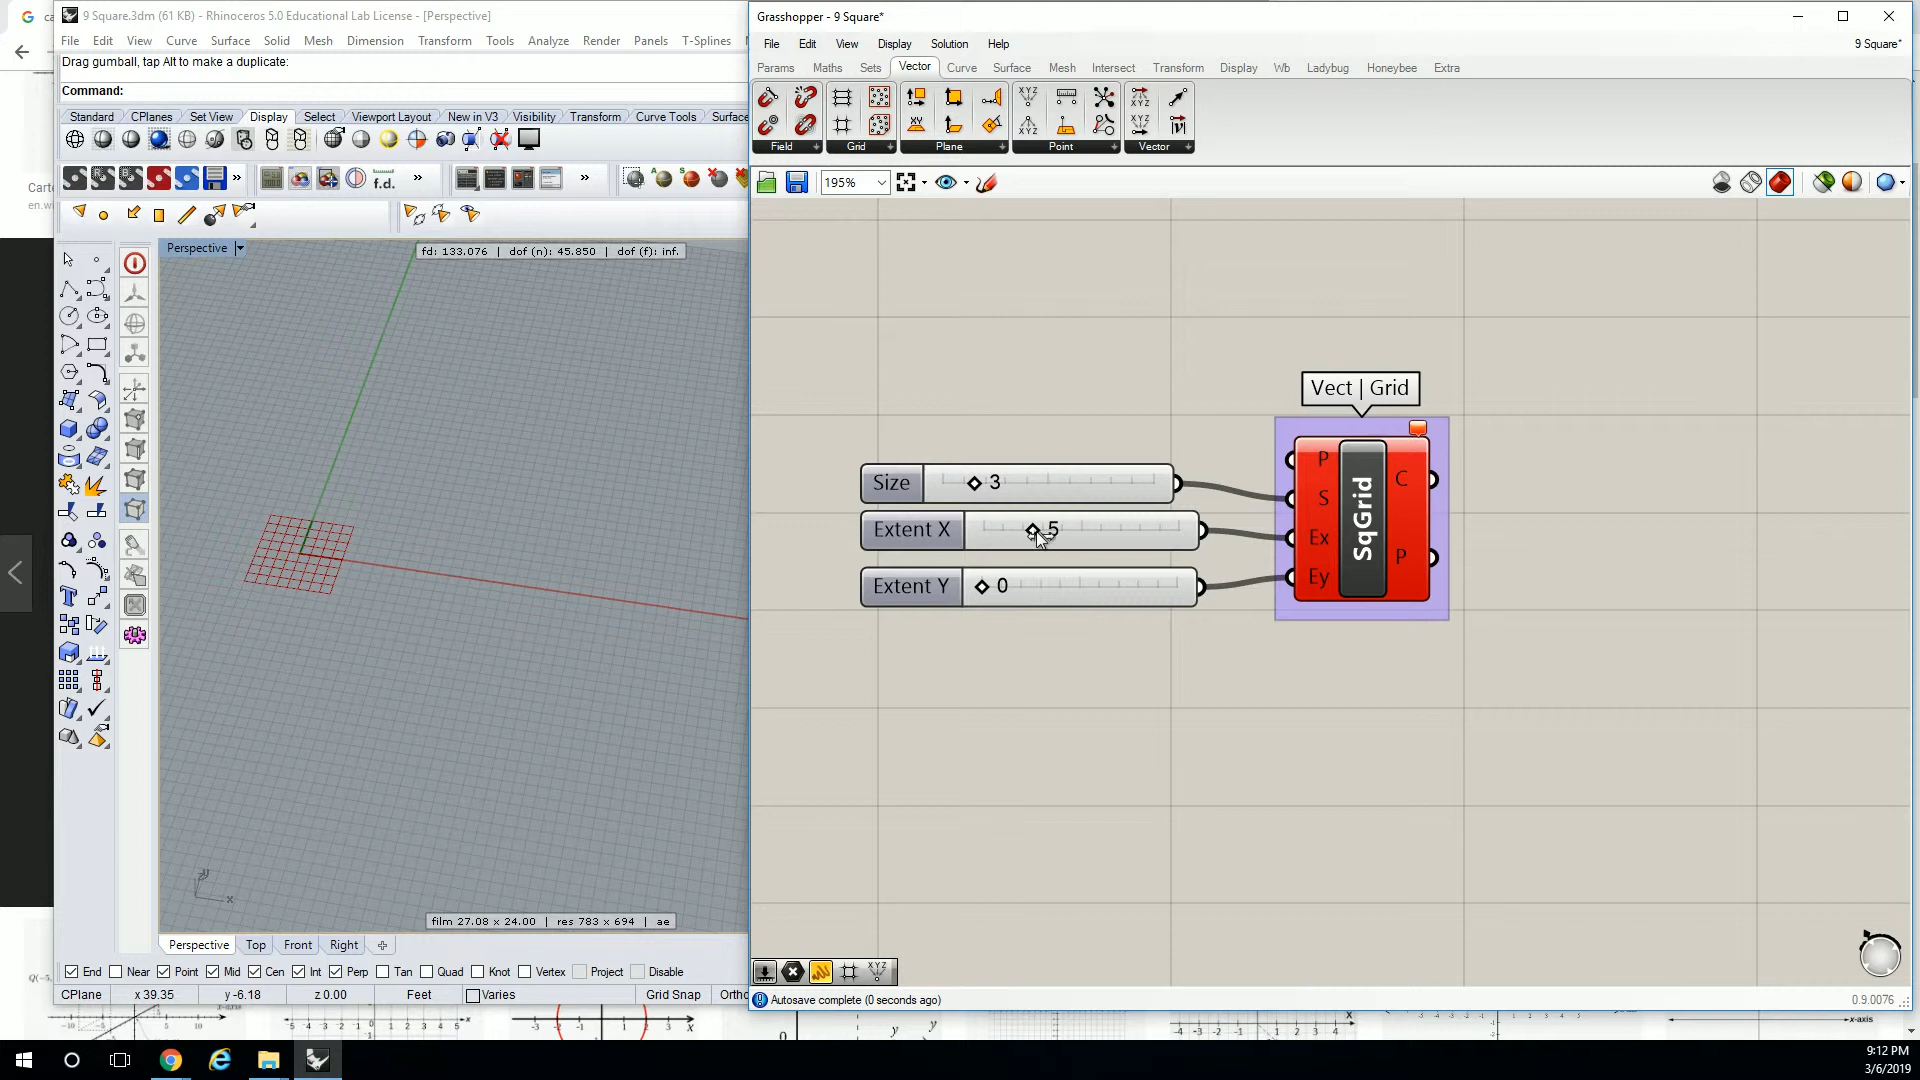 9 Square.3dm (61 KB) - Rhinoceros 5.0 Educational Lab License - [Perspective]
File Edit View Curve Surface Solid Mesh Dimension Transform Tools Analyze Render Panels T-Splines
Drag gumball, tap Alt to make a duplicate:
Command:
Standard CPlanes Set View Display Select Viewport Layout Visibility Transform Curve Tools Surface
New in V3
f.d.
Perspective
fd: 133.076 | dof (n): 45.850 | dof (f): inf.
y
x
film 27.08 x 24.00 | res 783 x 694 | ae
Perspective Top Front Right
End Near Point Mid Cen Int Perp Tan Quad Knot Vertex Project Disable
CPlane x 39.35 y -6.18 z 0.00 Feet Varies Grid Snap Ortho
Grasshopper - 9 Square*
File Edit View Display Solution Help
9 Square*
Params Maths Sets Vector Curve Surface Mesh Intersect Transform Display Wb Ladybug Honeybee Extra
Field Grid Plane Point Vector
195%
Vect | Grid
Size 3
Extent X 5
Extent Y 0
P
S
Ex
Ey
SqGrid
C
P
Autosave complete (0 seconds ago)
0.9.0076
Carte
en.w
9:12 PM
3/6/2019